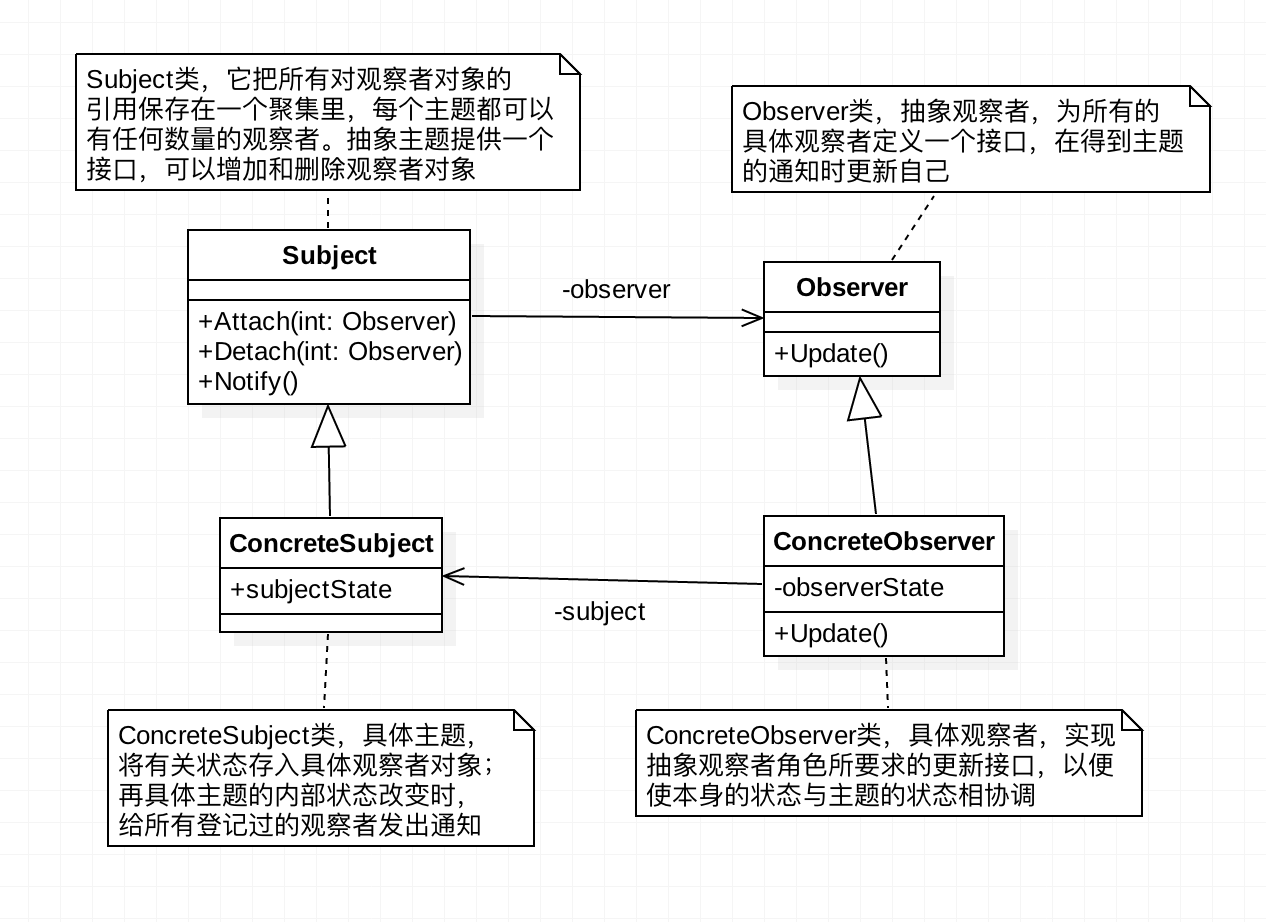 Subject类，它把所有对观察者对象的
引用保存在一个聚集里，每个主题都可以
有任何数量的观察者。抽象主题提供一个
接口，可以增加和删除观察者对象
Observer类，抽象观察者，为所有的
具体观察者定义一个接口，在得到主题
的通知时更新自己
Subject
+Attach(int: Observer)
+Detach(int: Observer)
+Notify()
-observer
Observer
+Update()
ConcreteSubject
+subjectState
-subject
ConcreteObserver
-observerState
+Update()
ConcreteSubject类，具体主题，
将有关状态存入具体观察者对象；
再具体主题的内部状态改变时，
给所有登记过的观察者发出通知
ConcreteObserver类，具体观察者，实现
抽象观察者角色所要求的更新接口，以便
使本身的状态与主题的状态相协调